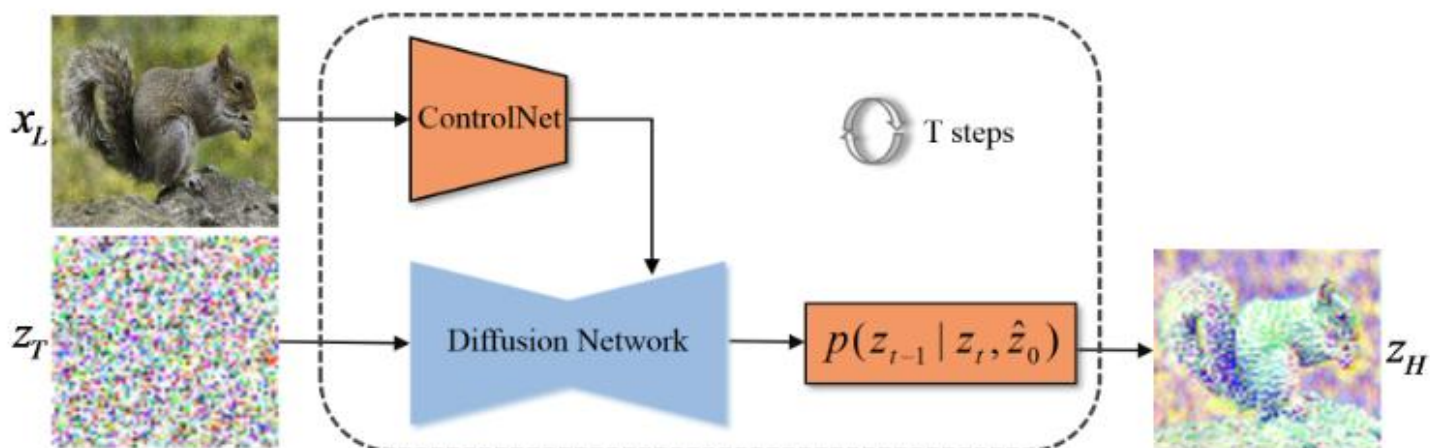 x_L
ControlNet
T steps
z_T
Diffusion Network
p(z_{t-1} | z_t, ẑ_0)
z_H